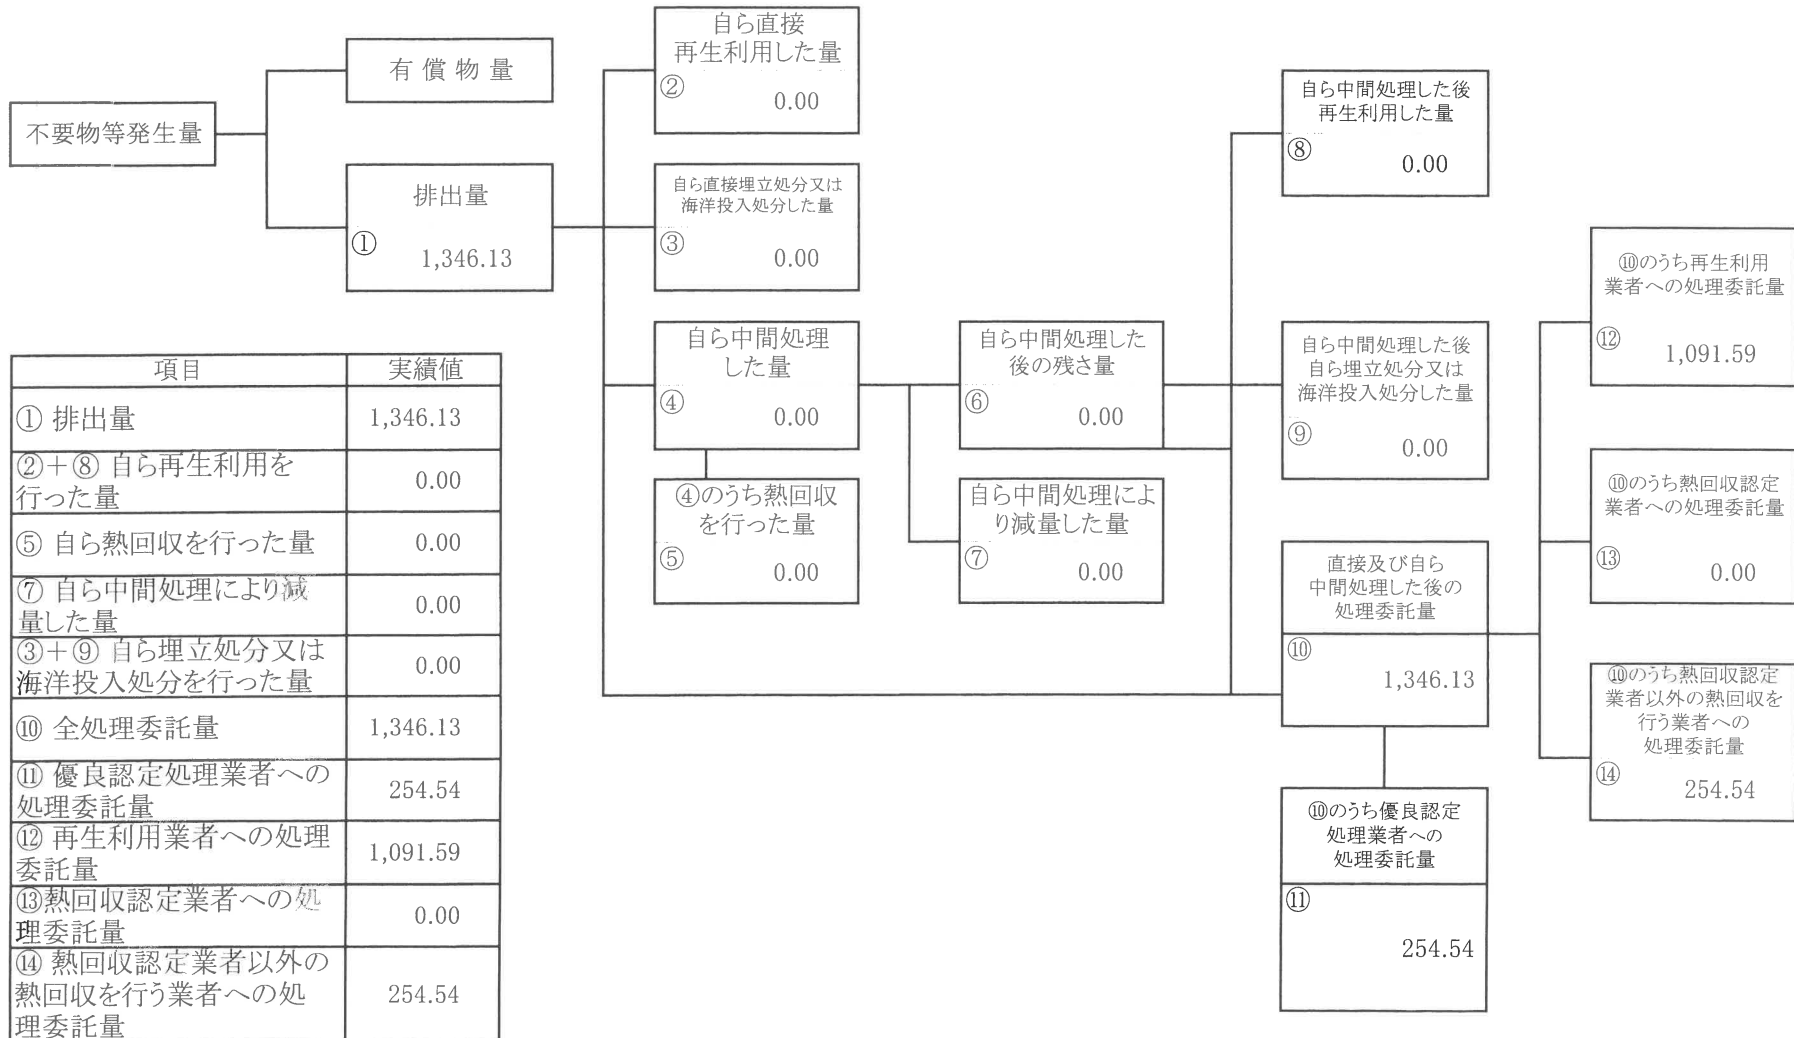 不要物等発生量
有償物量
排出量
①
1,346.13
自ら直接
再生利用した量
②
0.00
自ら直接埋立処分又は
海洋投入処分した量
③
0.00
自ら中間処理
した量
④
0.00
④のうち熱回収
を行った量
⑤
0.00
自ら中間処理した
後の残さ量
⑥
0.00
自ら中間処理によ
り減量した量
⑦
0.00
自ら中間処理した後
再生利用した量
⑧
0.00
自ら中間処理した後
自ら埋立処分又は
海洋投入処分した量
⑨
0.00
直接及び自ら
中間処理した後の
処理委託量
⑩
1,346.13
⑩のうち優良認定
処理業者への
処理委託量
⑪
254.54
⑩のうち再生利用
業者への処理委託量
⑫
1,091.59
⑩のうち熱回収認定
業者への処理委託量
⑬
0.00
⑩のうち熱回収認定
業者以外の熱回収を
行う業者への
処理委託量
⑭
254.54
項目 実績値
① 排出量 1,346.13
②+⑧ 自ら再生利用を
行った量 0.00
⑤ 自ら熱回収を行った量 0.00
⑦ 自ら中間処理により減
量した量 0.00
③+⑨ 自ら埋立処分又は
海洋投入処分を行った量 0.00
⑩ 全処理委託量 1,346.13
⑪ 優良認定処理業者への
処理委託量 254.54
⑫ 再生利用業者への処理
委託量 1,091.59
⑬熱回収認定業者への処
理委託量 0.00
⑭ 熱回収認定業者以外の
熱回収を行う業者への処
理委託量 254.54